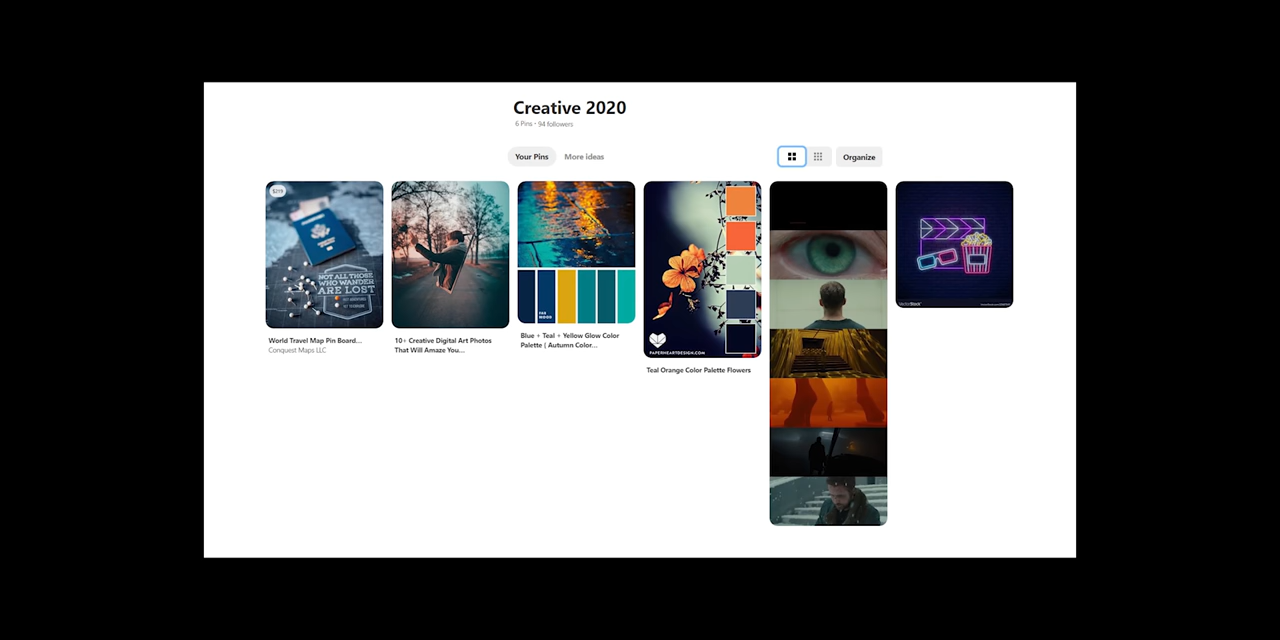 Creative 2020
6 Pins · 94 followers
Your Pins
More ideas
Organize
$219
NOT ALL THOSE
WHO WANDER
ARE LOST
World Travel Map Pin Board...
Conquest Maps LLC
10+ Creative Digital Art Photos
That Will Amaze You...
Blue + Teal + Yellow Glow Color
Palette | Autumn Color...
PAPERHEARTDESIGN.COM
Teal Orange Color Palette Flowers
VectorStock